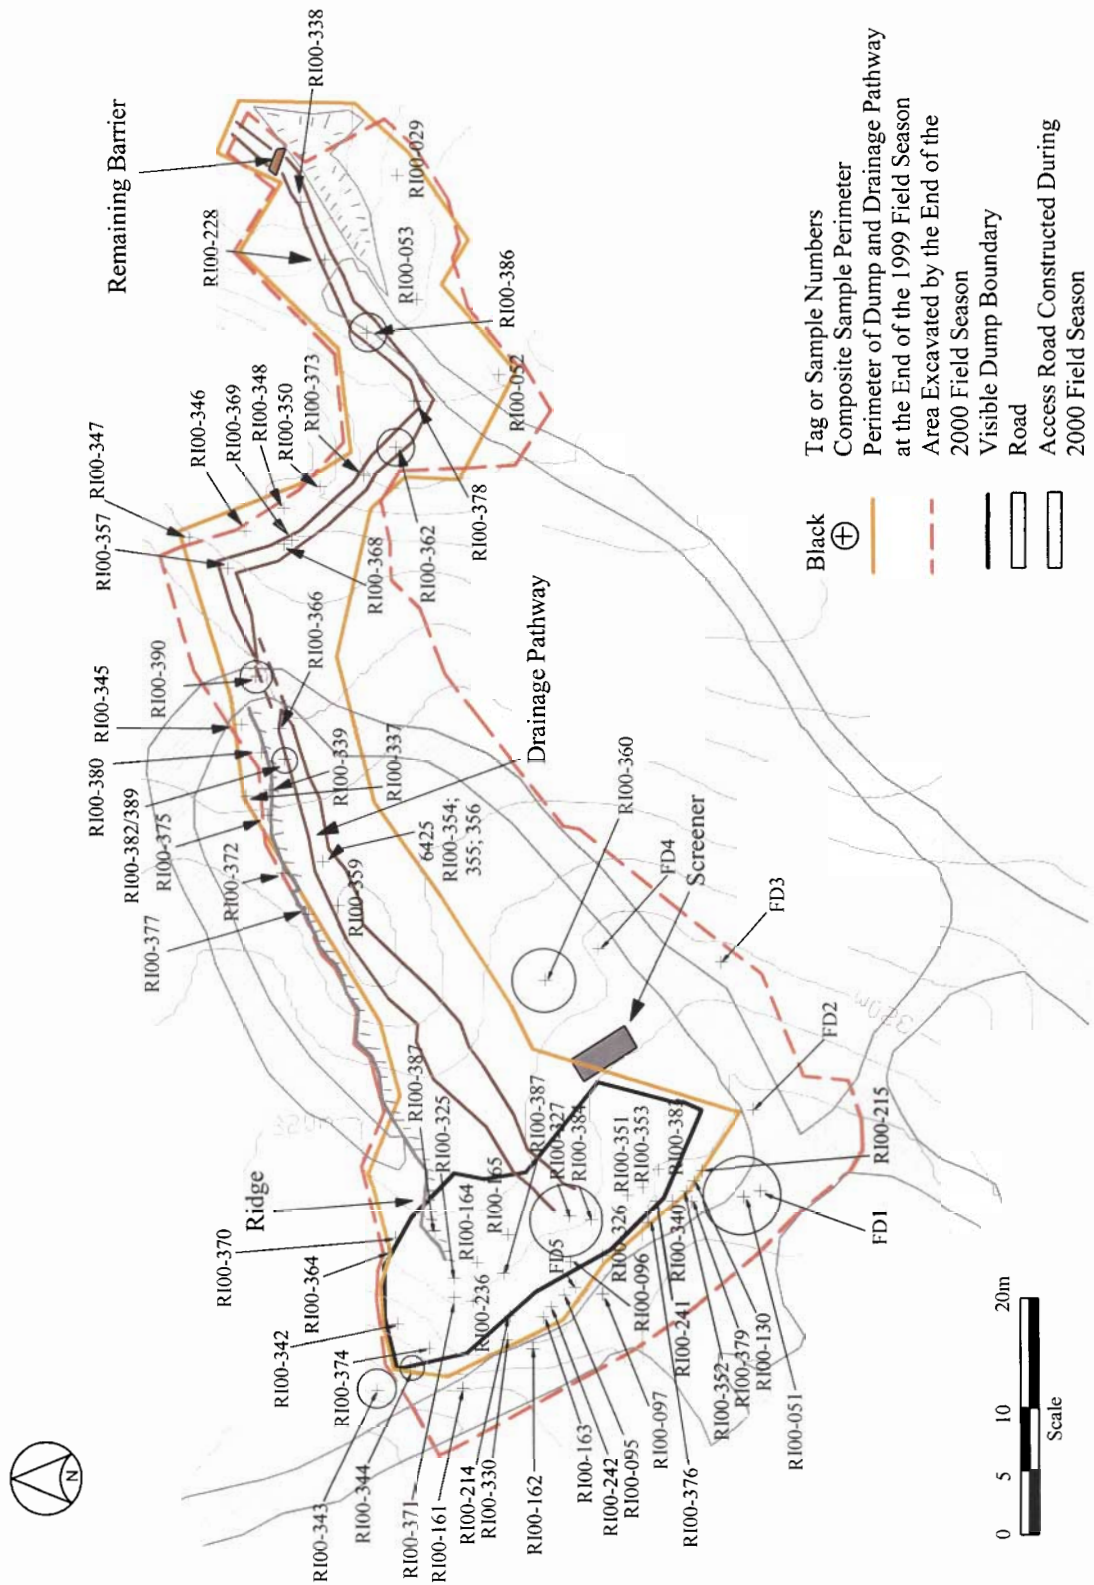 Remaining Barrier
RI00-338
RI00-228
RI00-029
RI00-053
RI00-386
RI00-347
RI00-346
RI00-369
RI00-348
RI00-350
RI00-373
RI00-052
RI00-357
RI00-378
RI00-362
RI00-368
RI00-366
RI00-390
RI00-345
RI00-380
RI00-382/389
RI00-375
RI00-339
RI00-337
RI00-372
RI00-377
RI00-359
6425
RI00-354;
355; 356
Drainage Pathway
RI00-360
FD4
Screener
FD3
320m
FD2
320m
Ridge
RI00-370
RI00-364
RI00-342
RI00-374
RI00-387
RI00-325
RI00-164
RI00-165
RI00-236
RI00-387
RI00-327
RI00-384
RI00-351
RI00-353
RI00-383
RI00-326
FD5
RI00-096
RI00-340
RI00-241
RI00-215
FD1
RI00-343
RI00-344
RI00-371
RI00-161
RI00-214
RI00-330
RI00-162
RI00-163
RI00-242
RI00-095
RI00-097
RI00-376
RI00-352
RI00-379
RI00-130
RI00-051
N
Black
Tag or Sample Numbers
Composite Sample Perimeter
Perimeter of Dump and Drainage Pathway
at the End of the 1999 Field Season
Area Excavated by the End of the
2000 Field Season
Visible Dump Boundary
Road
Access Road Constructed During
2000 Field Season
0 5 10 20m
Scale